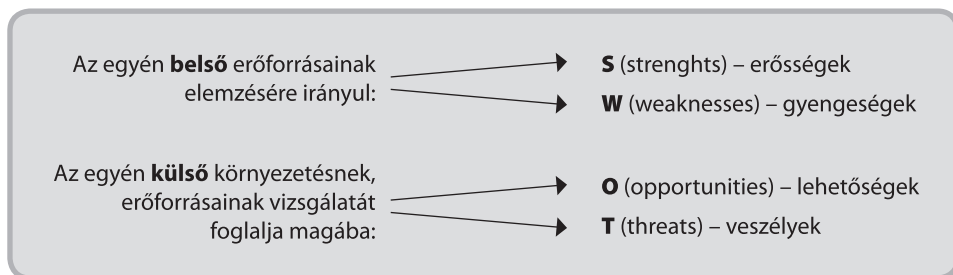 Az egyén belső erőforrásainak
elemzésére irányul:
S (strenghts) – erősségek
W (weaknesses) – gyengeségek
Az egyén külső környezetésnek,
erőforrásainak vizsgálatát
foglalja magába:
O (opportunities) – lehetőségek
T (threats) – veszélyek